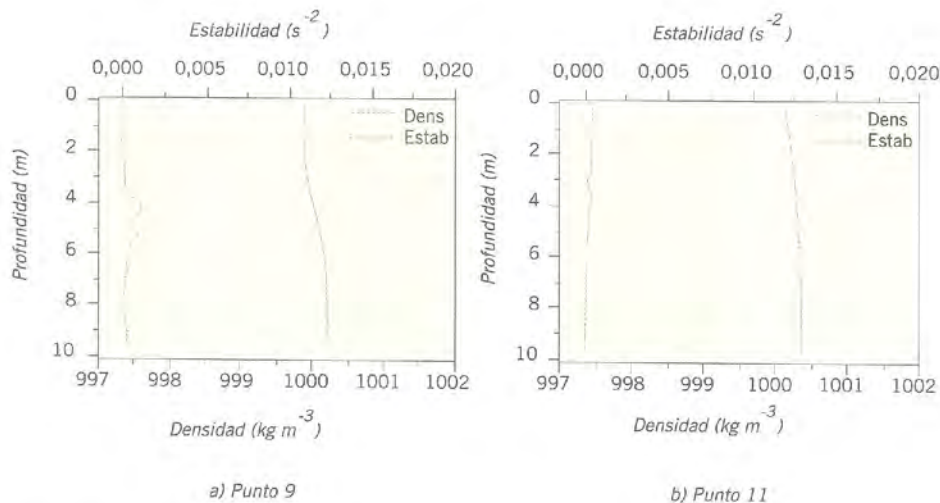 Estabilidad (s⁻²)
0,000 0,005 0,010 0,015 0,020
0
2
4
6
8
10
Profundidad (m)
Dens
Estab
997 998 999 1000 1001 1002
Densidad (kg m⁻³)
a) Punto 9
Estabilidad (s⁻²)
0,000 0,005 0,010 0,015 0,020
0
2
4
6
8
10
Profundidad (m)
Dens
Estab
997 998 999 1000 1001 1002
Densidad (kg m⁻³)
b) Punto 11